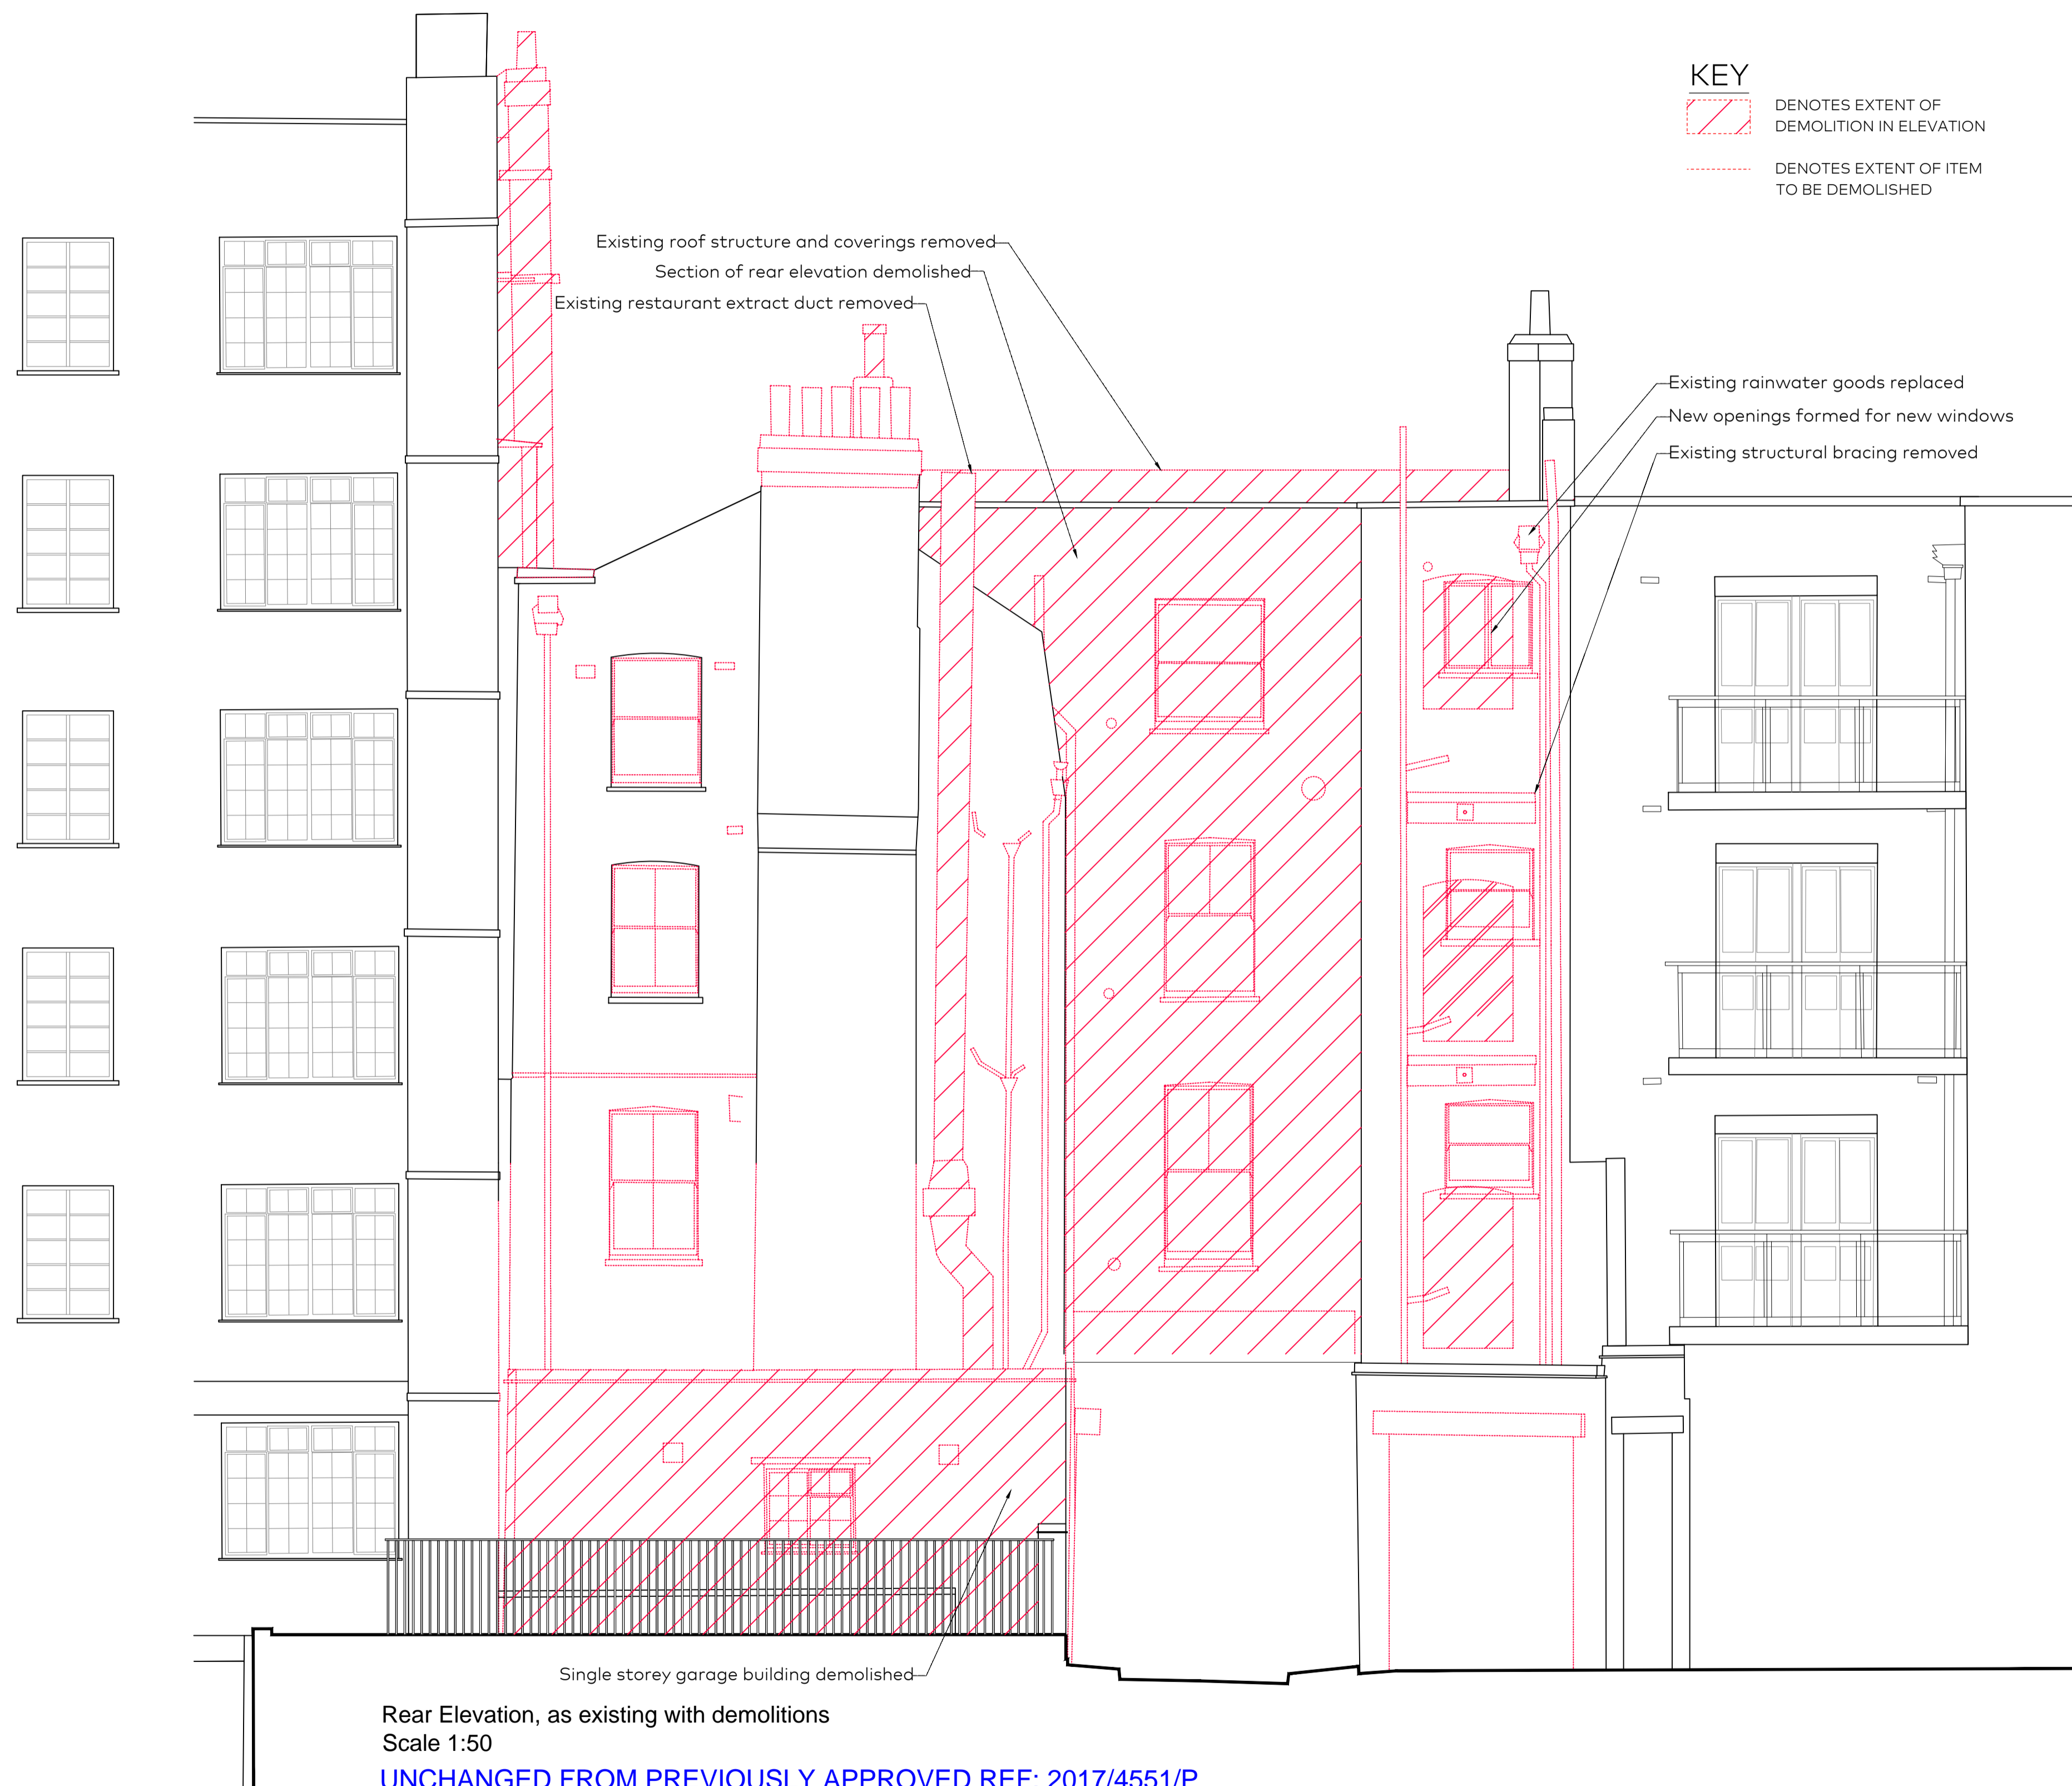 KEY
DENOTES EXTENT OF
DEMOLITION IN ELEVATION
DENOTES EXTENT OF ITEM
TO BE DEMOLISHED
Existing roof structure and coverings removed
Section of rear elevation demolished
Existing restaurant extract duct removed
Existing rainwater goods replaced
New openings formed for new windows
Existing structural bracing removed
Single storey garage building demolished
Rear Elevation, as existing with demolitions
Scale 1:50
UNCHANGED FROM PREVIOUSLY APPROVED REF: 2017/4551/P